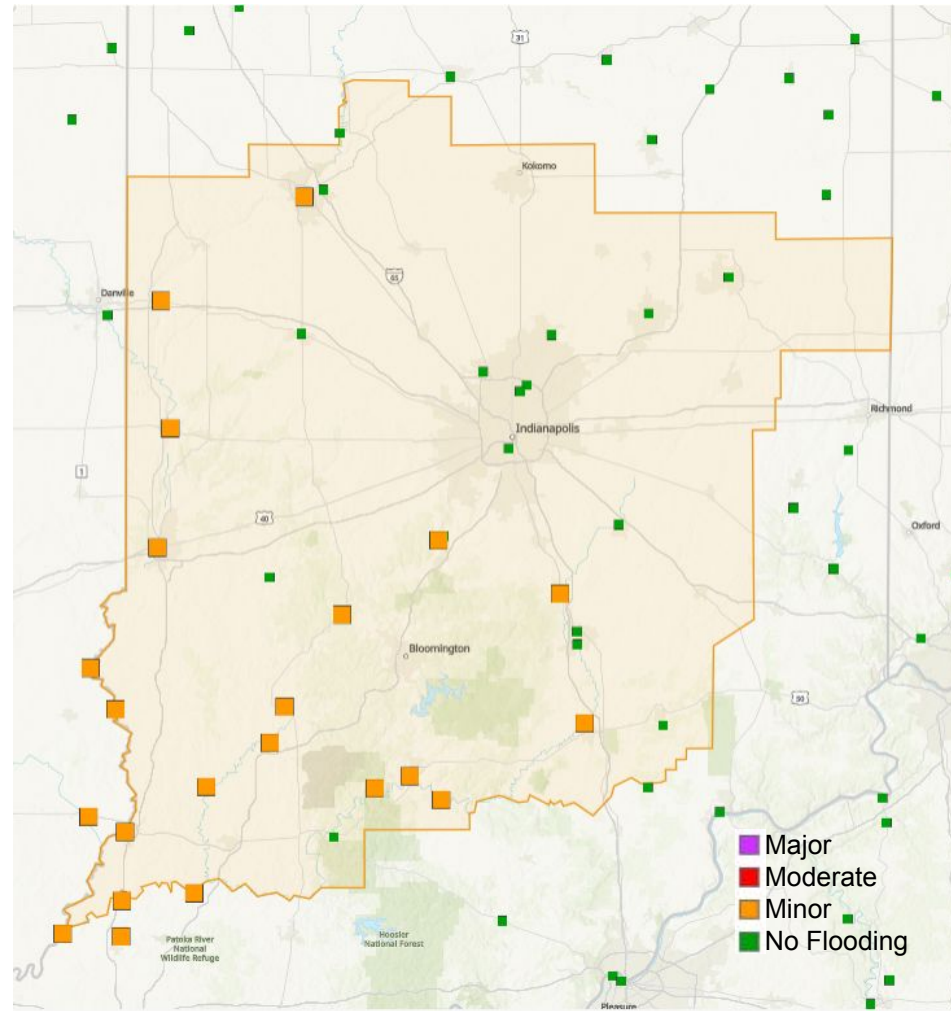 31
Kokomo
65
Danville
Richmond
Indianapolis
1
40
Oxford
Bloomington
50
Major
Moderate
Minor
No Flooding
Patoka River
National
Wildlife Refuge
Hoosier
National Forest
Pleasure